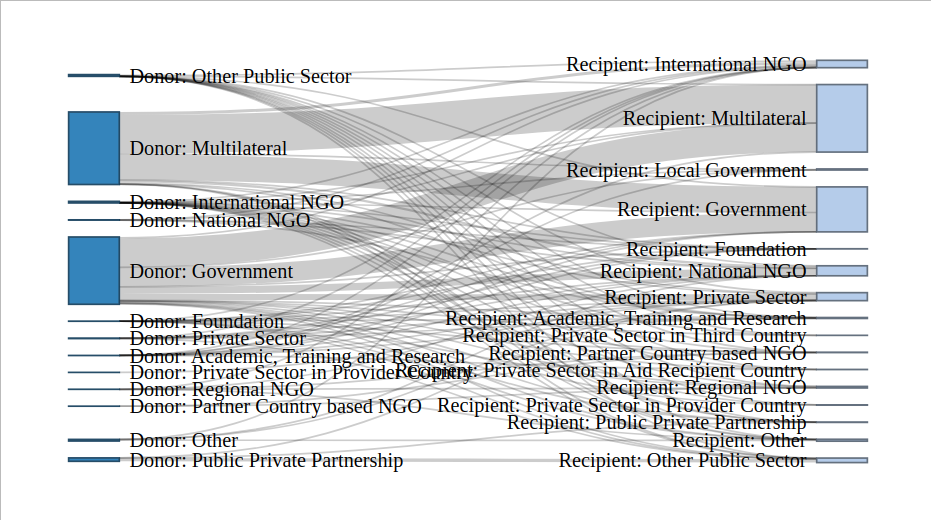 Donor: Other Public Sector
Donor: Multilateral
Donor: International NGO
Donor: National NGO
Donor: Government
Donor: Foundation
Donor: Private Sector
Donor: Academic, Training and Research
Donor: Private Sector in Provider Country
Donor: Regional NGO
Donor: Partner Country based NGO
Donor: Other
Donor: Public Private Partnership
Recipient: International NGO
Recipient: Multilateral
Recipient: Local Government
Recipient: Government
Recipient: Foundation
Recipient: National NGO
Recipient: Private Sector
Recipient: Academic, Training and Research
Recipient: Private Sector in Third Country
Recipient: Partner Country based NGO
Recipient: Private Sector in Aid Recipient Country
Recipient: Regional NGO
Recipient: Private Sector in Provider Country
Recipient: Public Private Partnership
Recipient: Other
Recipient: Other Public Sector